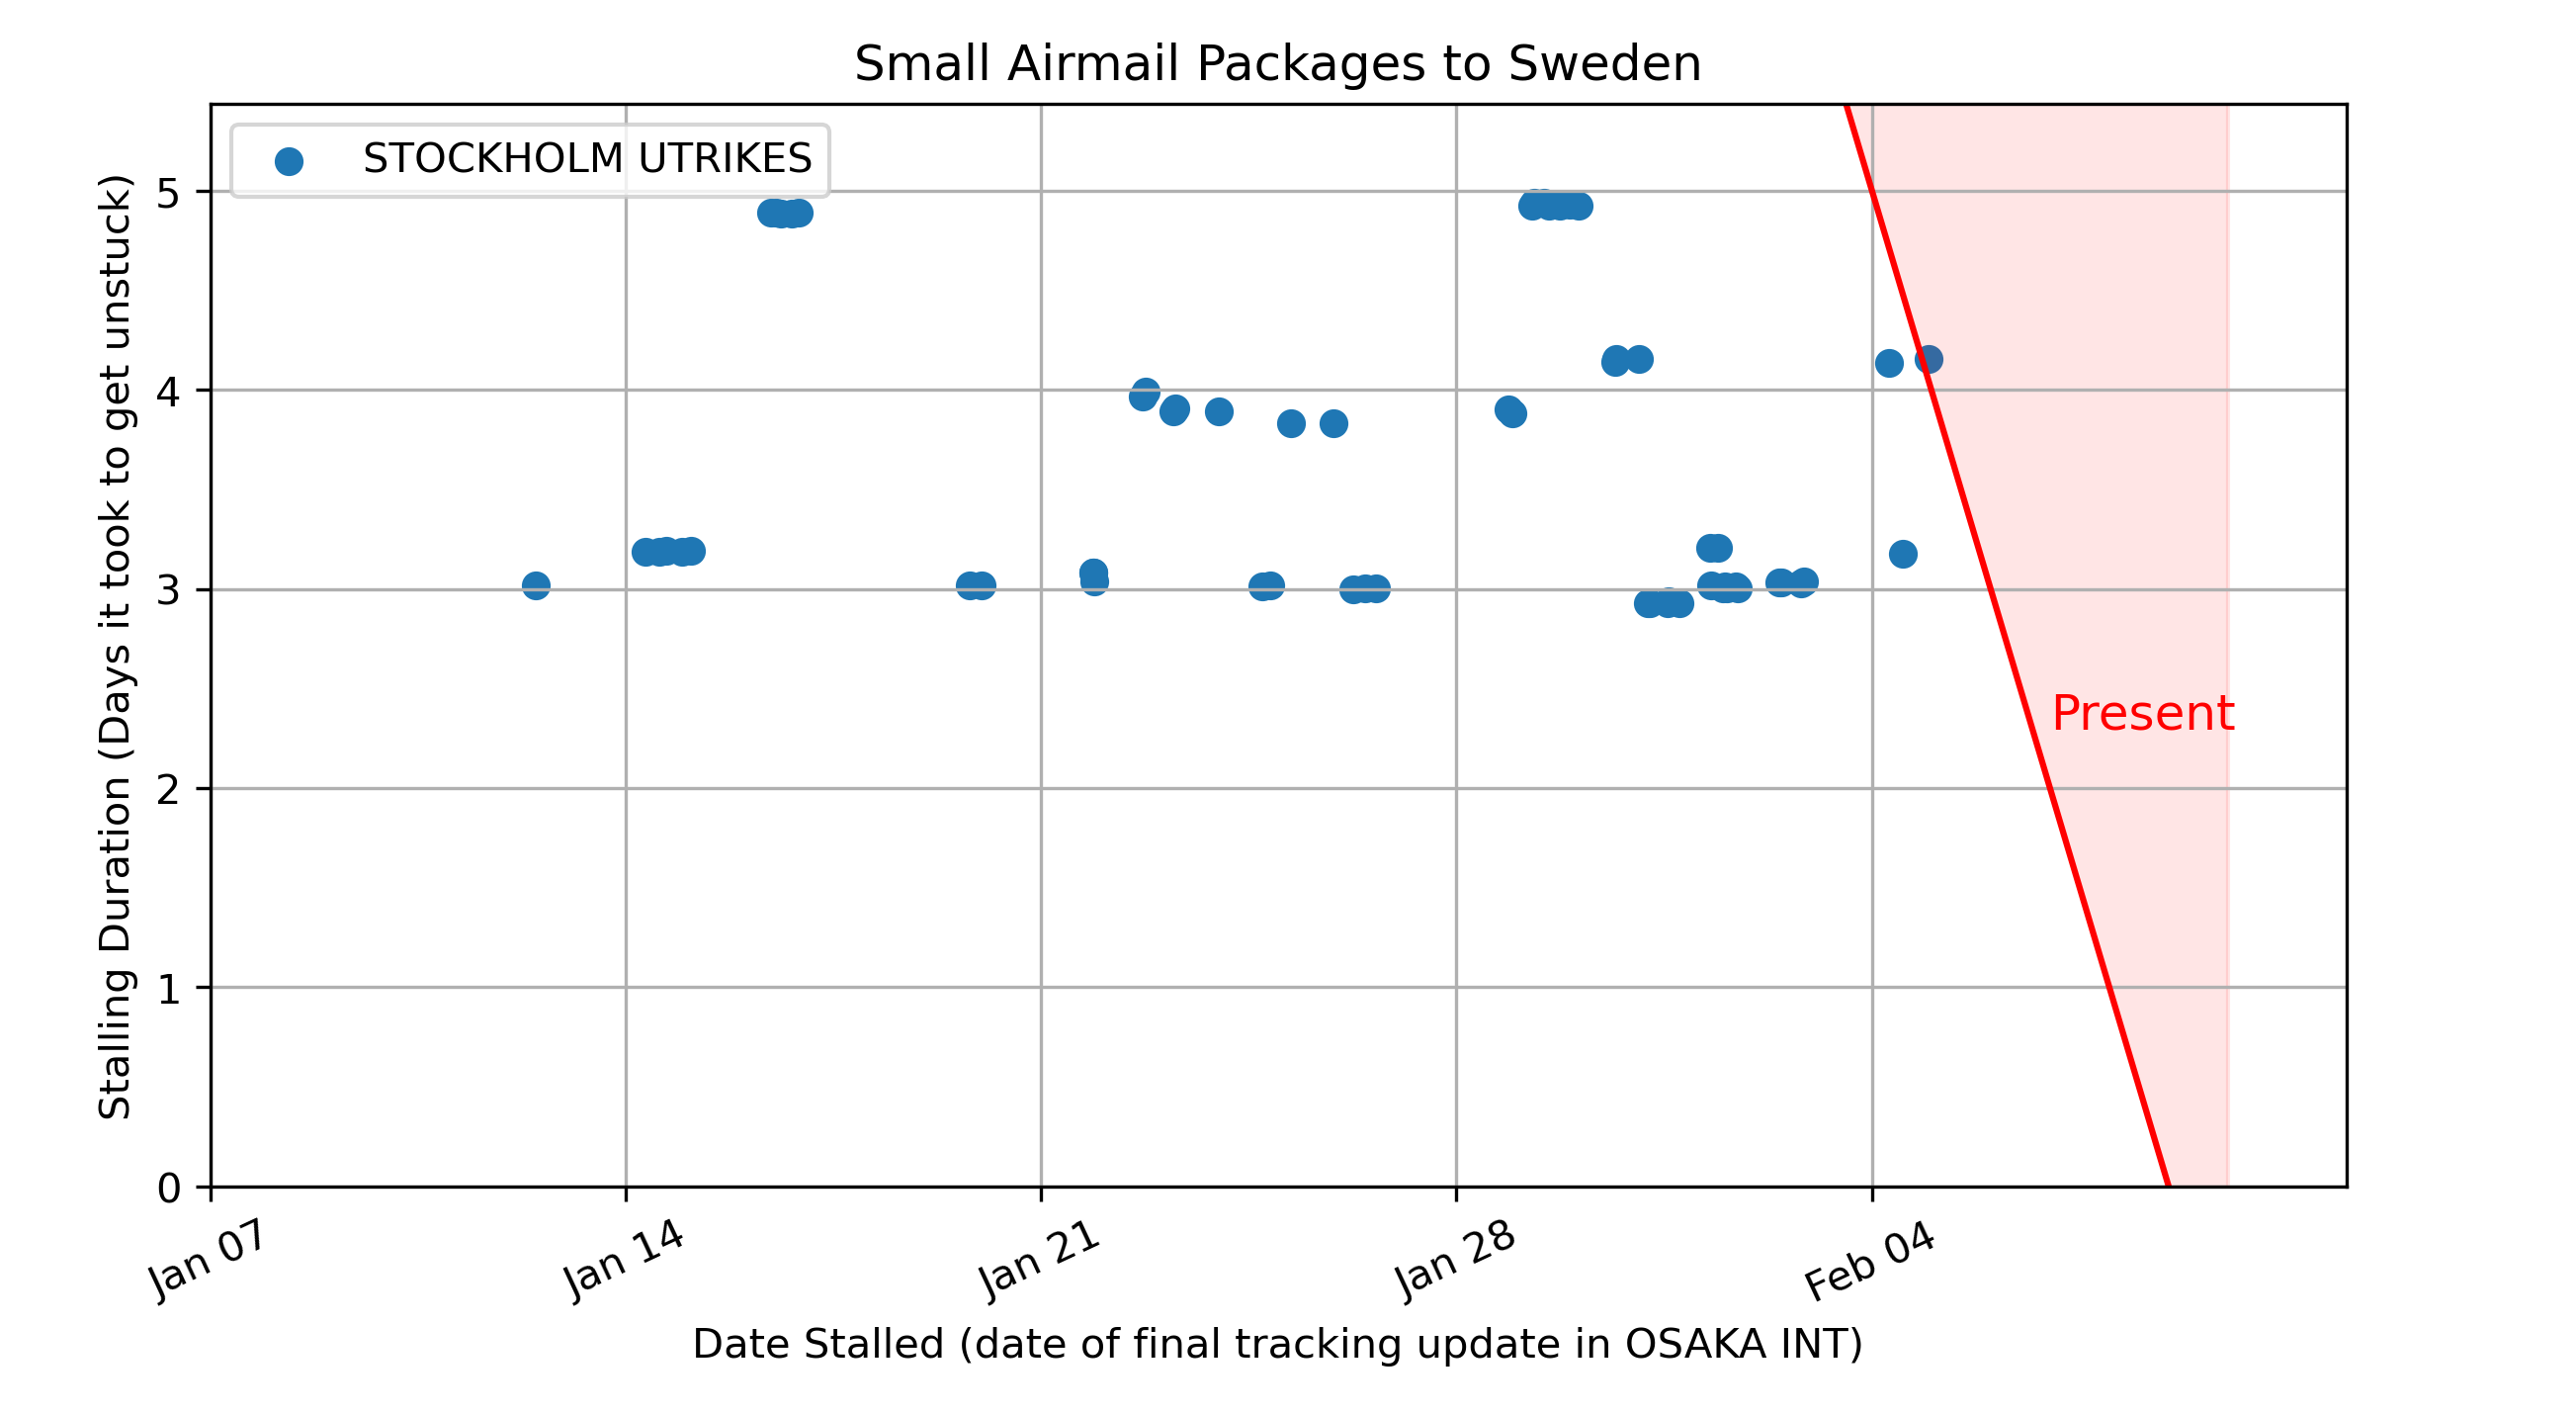 Small Airmail Packages to Sweden
STOCKHOLM UTRIKES
Stalling Duration (Days it took to get unstuck)
5
4
3
2
1
0
Present
Jan 07
Jan 14
Jan 21
Jan 28
Feb 04
Date Stalled (date of final tracking update in OSAKA INT)